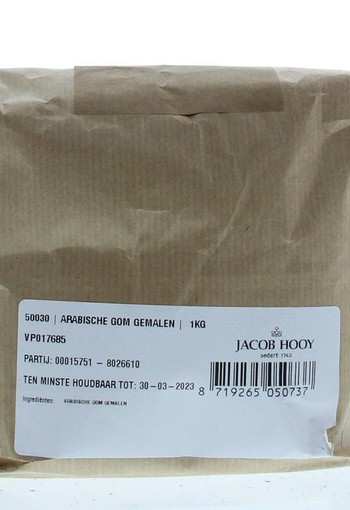 50030 | ARABISCHE GOM GEMALEN | 1KG
VP017685
JACOB HOOY
sedert 1743
PARTIJ: 00015751 - 8026610
TEN MINSTE HOUDBAAR TOT: 30-03-2023
8 719265 050737
Ingrediënten: ARABISCHE GOM GEMALEN